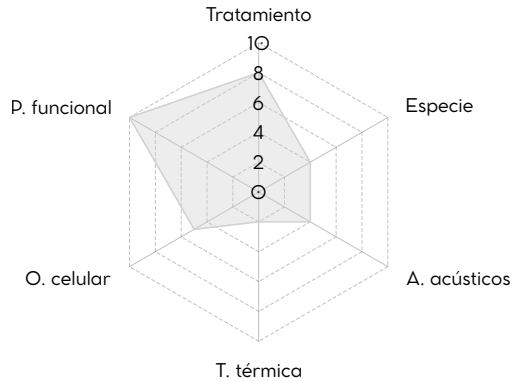 Tratamiento
10
8
P. funcional
Especie
6
4
2
0
O. celular
A. acústicos
T. térmica